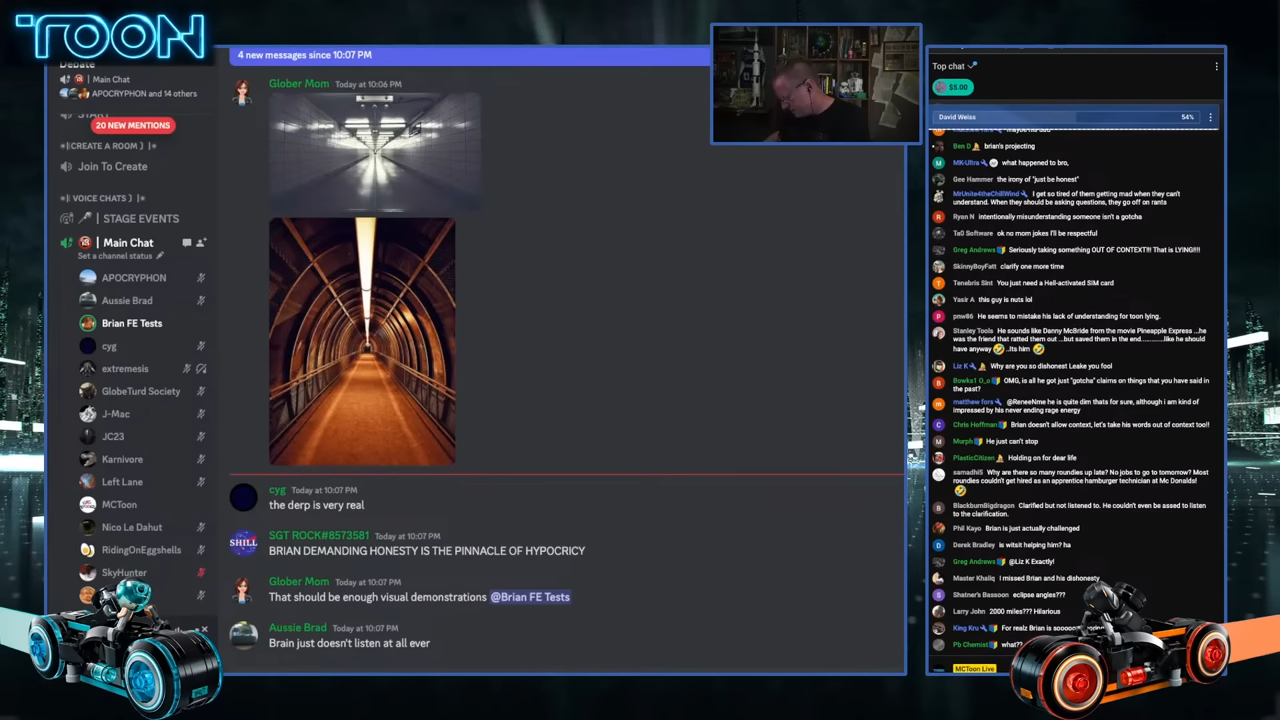 TOON
Debate
Main Chat
APOCRYPHON and 14 others
START
20 NEW MENTIONS
*⁞( CREATE A ROOM ) ⁞*
Join To Create
*⁞( VOICE CHATS ) ⁞*
| STAGE EVENTS
| Main Chat
Set a channel status
APOCRYPHON
Aussie Brad
Brian FE Tests
cyg
extremesis
GlobeTurd Society
J-Mac
JC23
Karnivore
Left Lane
MCToon
Nico Le Dahut
RidingOnEggshells
SkyHunter
4 new messages since 10:07 PM
Glober Mom Today at 10:06 PM
cyg Today at 10:07 PM
the derp is very real
SHILL
SGT ROCK#8573581 Today at 10:07 PM
BRIAN DEMANDING HONESTY IS THE PINNACLE OF HYPOCRICY
Glober Mom Today at 10:07 PM
That should be enough visual demonstrations @Brian FE Tests
Aussie Brad Today at 10:07 PM
Brain just doesn't listen at all ever
Top chat
$5.00
David Weiss 54%
Ben D brian's projecting
MK-Ultra what happened to bro,
Gee Hammer the irony of "just be honest"
MrUnite4theChillWind I get so tired of them getting mad when they can't
understand. When they should be asking questions, they go off on
rants
Ryan N intentionally misunderstanding someone isn't a gotcha
Ta0 Software ok no mom jokes I'll be respectful
Greg Andrews Seriously taking something OUT OF CONTEXT!!! That is LYING!!!!
SkinnyBoyFatt clarify one more time
Tenebris Sint You just need a Hell-activated SIM card
Yasir A this guy is nuts lol
pnw86 He seems to mistake his lack of understanding for toon lying.
Stanley Tools He sounds like Danny McBride from the movie Pineapple Express ...he
was the friend that ratted them out ...but saved them in the end...........like he should
have anyway 🤣..Its him 🤣
Liz K Why are you so dishonest Leake you fool
Bowks1 O_o OMG, is all he got just "gotcha" claims on things that you have said in
the past?
matthew fors @ReneeNme he is quite dim thats for sure, although i am kind of
impressed by his never ending rage energy
Chris Hoffman Brian doesn't allow context, let's take his words out of context too!!
Murph He just can't stop
PlasticCitizen Holding on for dear life
samadhi5 Why are there so many roundies up late? No jobs to go to tomorrow? Most
roundies couldn't get hired as an apprentice hamburger technician at Mc Donalds!
🤣
BlackburnBigdragon Clarified but not listened to. He couldn't even be assed to listen
to the clarification.
Phil Kayo Brian is just actually challenged
Derek Bradley is witsit helping him? ha
Greg Andrews @Liz K Exactly!
Master Khaliq I missed Brian and his dishonesty
Shatner's Bassoon eclipse angles???
Larry John 2000 miles??? Hilarious
King Kru For realz Brian is
Pb Chemist what??
MCToon Live